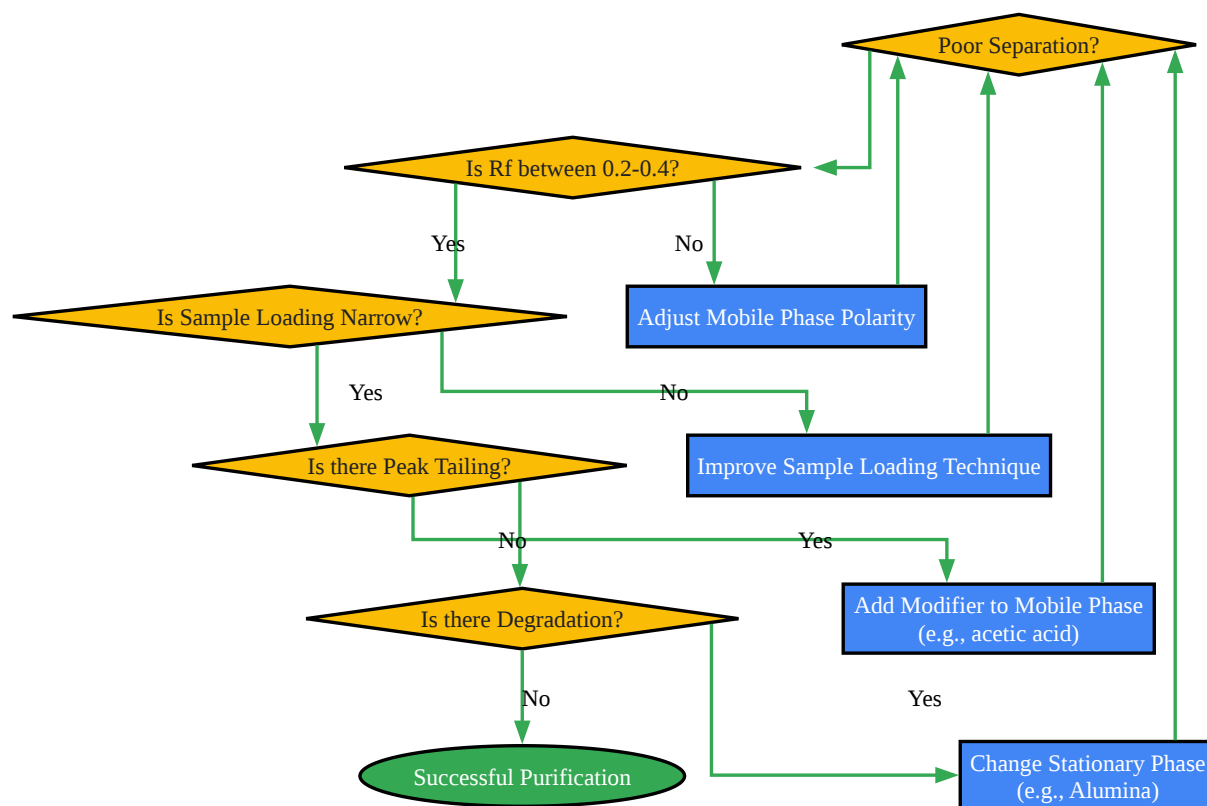 Poor Separation?
Is Rf between 0.2-0.4?
Yes
No
Is Sample Loading Narrow?
Adjust Mobile Phase Polarity
Yes
No
Is there Peak Tailing?
Improve Sample Loading Technique
No
Yes
Is there Degradation?
Add Modifier to Mobile Phase
(e.g., acetic acid)
No
Yes
Successful Purification
Change Stationary Phase
(e.g., Alumina)